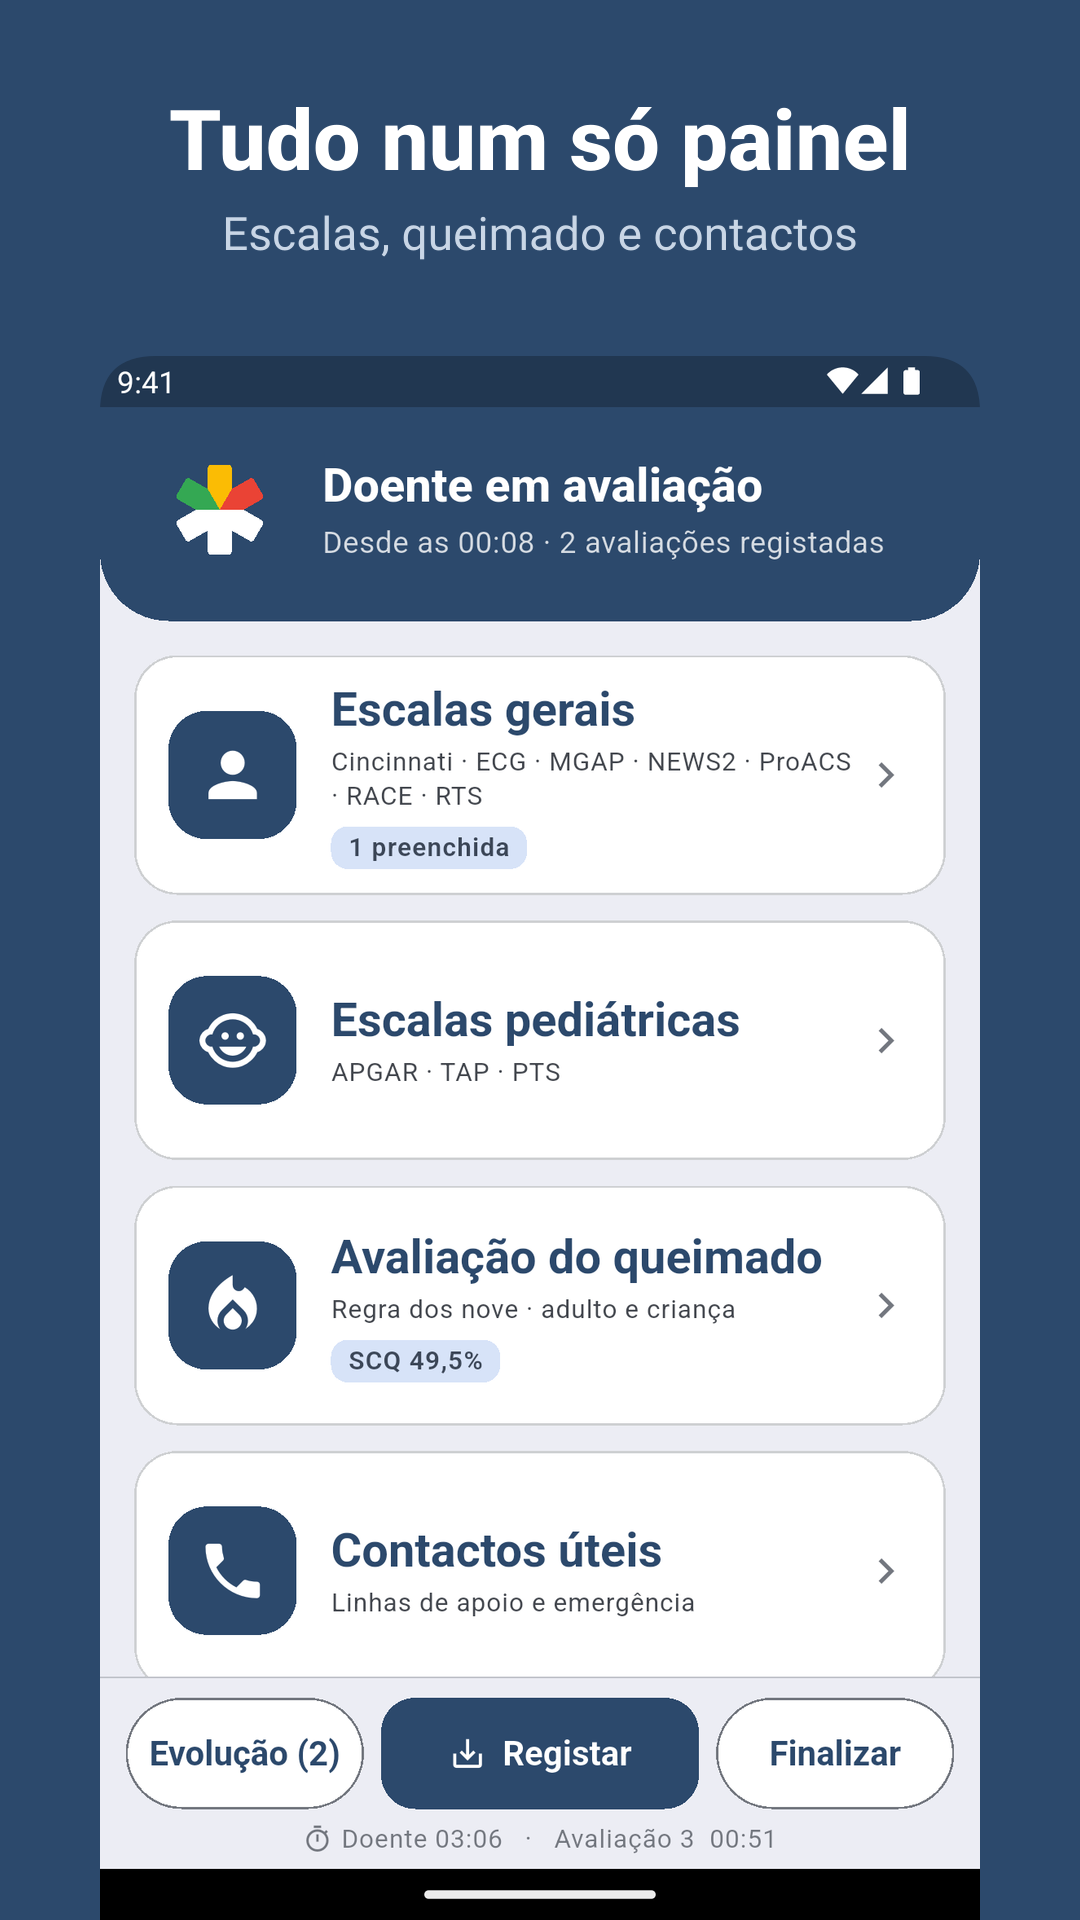 Tudo num só painel
Escalas, queimado e contactos
9:41
Doente em avaliação
Desde as 00:08 · 2 avaliações registadas
Escalas gerais
Cincinnati · ECG · MGAP · NEWS2 · ProACS
· RACE · RTS
1 preenchida
Escalas pediátricas
APGAR · TAP · PTS
Avaliação do queimado
Regra dos nove · adulto e criança
SCQ 49,5%
Contactos úteis
Linhas de apoio e emergência
Evolução (2)
Registar
Finalizar
Doente 03:06 · Avaliação 3 00:51